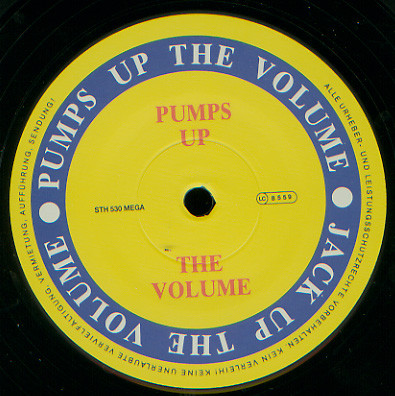 PUMPS UP THE VOLUME
JACK UP THE VOLUME
PUMPS
UP
STH 530 MEGA
LC 8559
THE
VOLUME
ALLE URHEBER- UND LEISTUNGSSCHUTZRECHTE VORBEHALTEN. KEIN VERLEIH! KEINE UNERLAUBTE VERVIELFÄLTIGUNG, VERMIETUNG, AUFFÜHRUNG, SENDUNG!